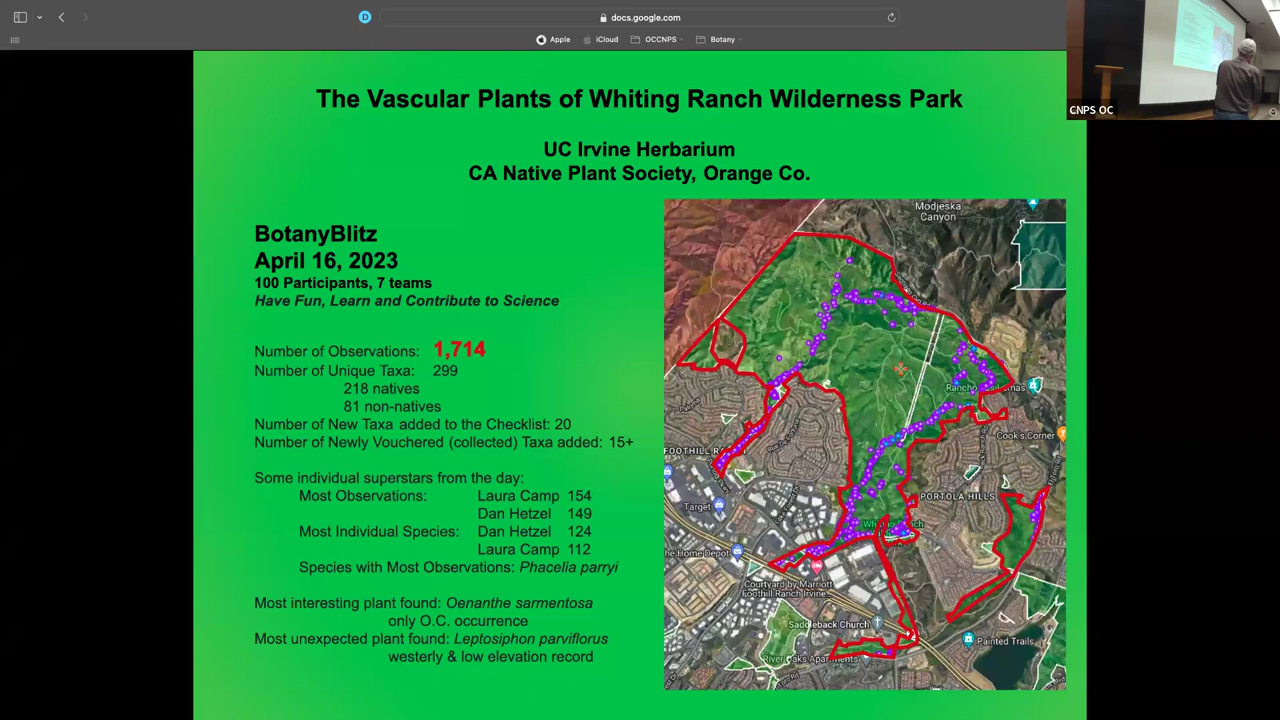 docs.google.com
Apple
iCloud
OCCNPS
Botany
CNPS OC
The Vascular Plants of Whiting Ranch Wilderness Park
UC Irvine Herbarium
CA Native Plant Society, Orange Co.
BotanyBlitz
April 16, 2023
100 Participants, 7 teams
Have Fun, Learn and Contribute to Science
Number of Observations: 1,714
Number of Unique Taxa: 299
218 natives
81 non-natives
Number of New Taxa added to the Checklist: 20
Number of Newly Vouchered (collected) Taxa added: 15+
Some individual superstars from the day:
Most Observations: Laura Camp 154
Dan Hetzel 149
Most Individual Species: Dan Hetzel 124
Laura Camp 112
Species with Most Observations: Phacelia parryi
Most interesting plant found: Oenanthe sarmentosa
only O.C. occurrence
Most unexpected plant found: Leptosiphon parviflorus
westerly & low elevation record
Modjeska
Canyon
Rancho
Cook's Corner
FOOTHILL
PORTOLA HILLS
Target
The Home Depot
Courtyard by Marriott
Foothill Ranch Irvine
Saddleback Church
Painted Trails
River Oaks Apartments